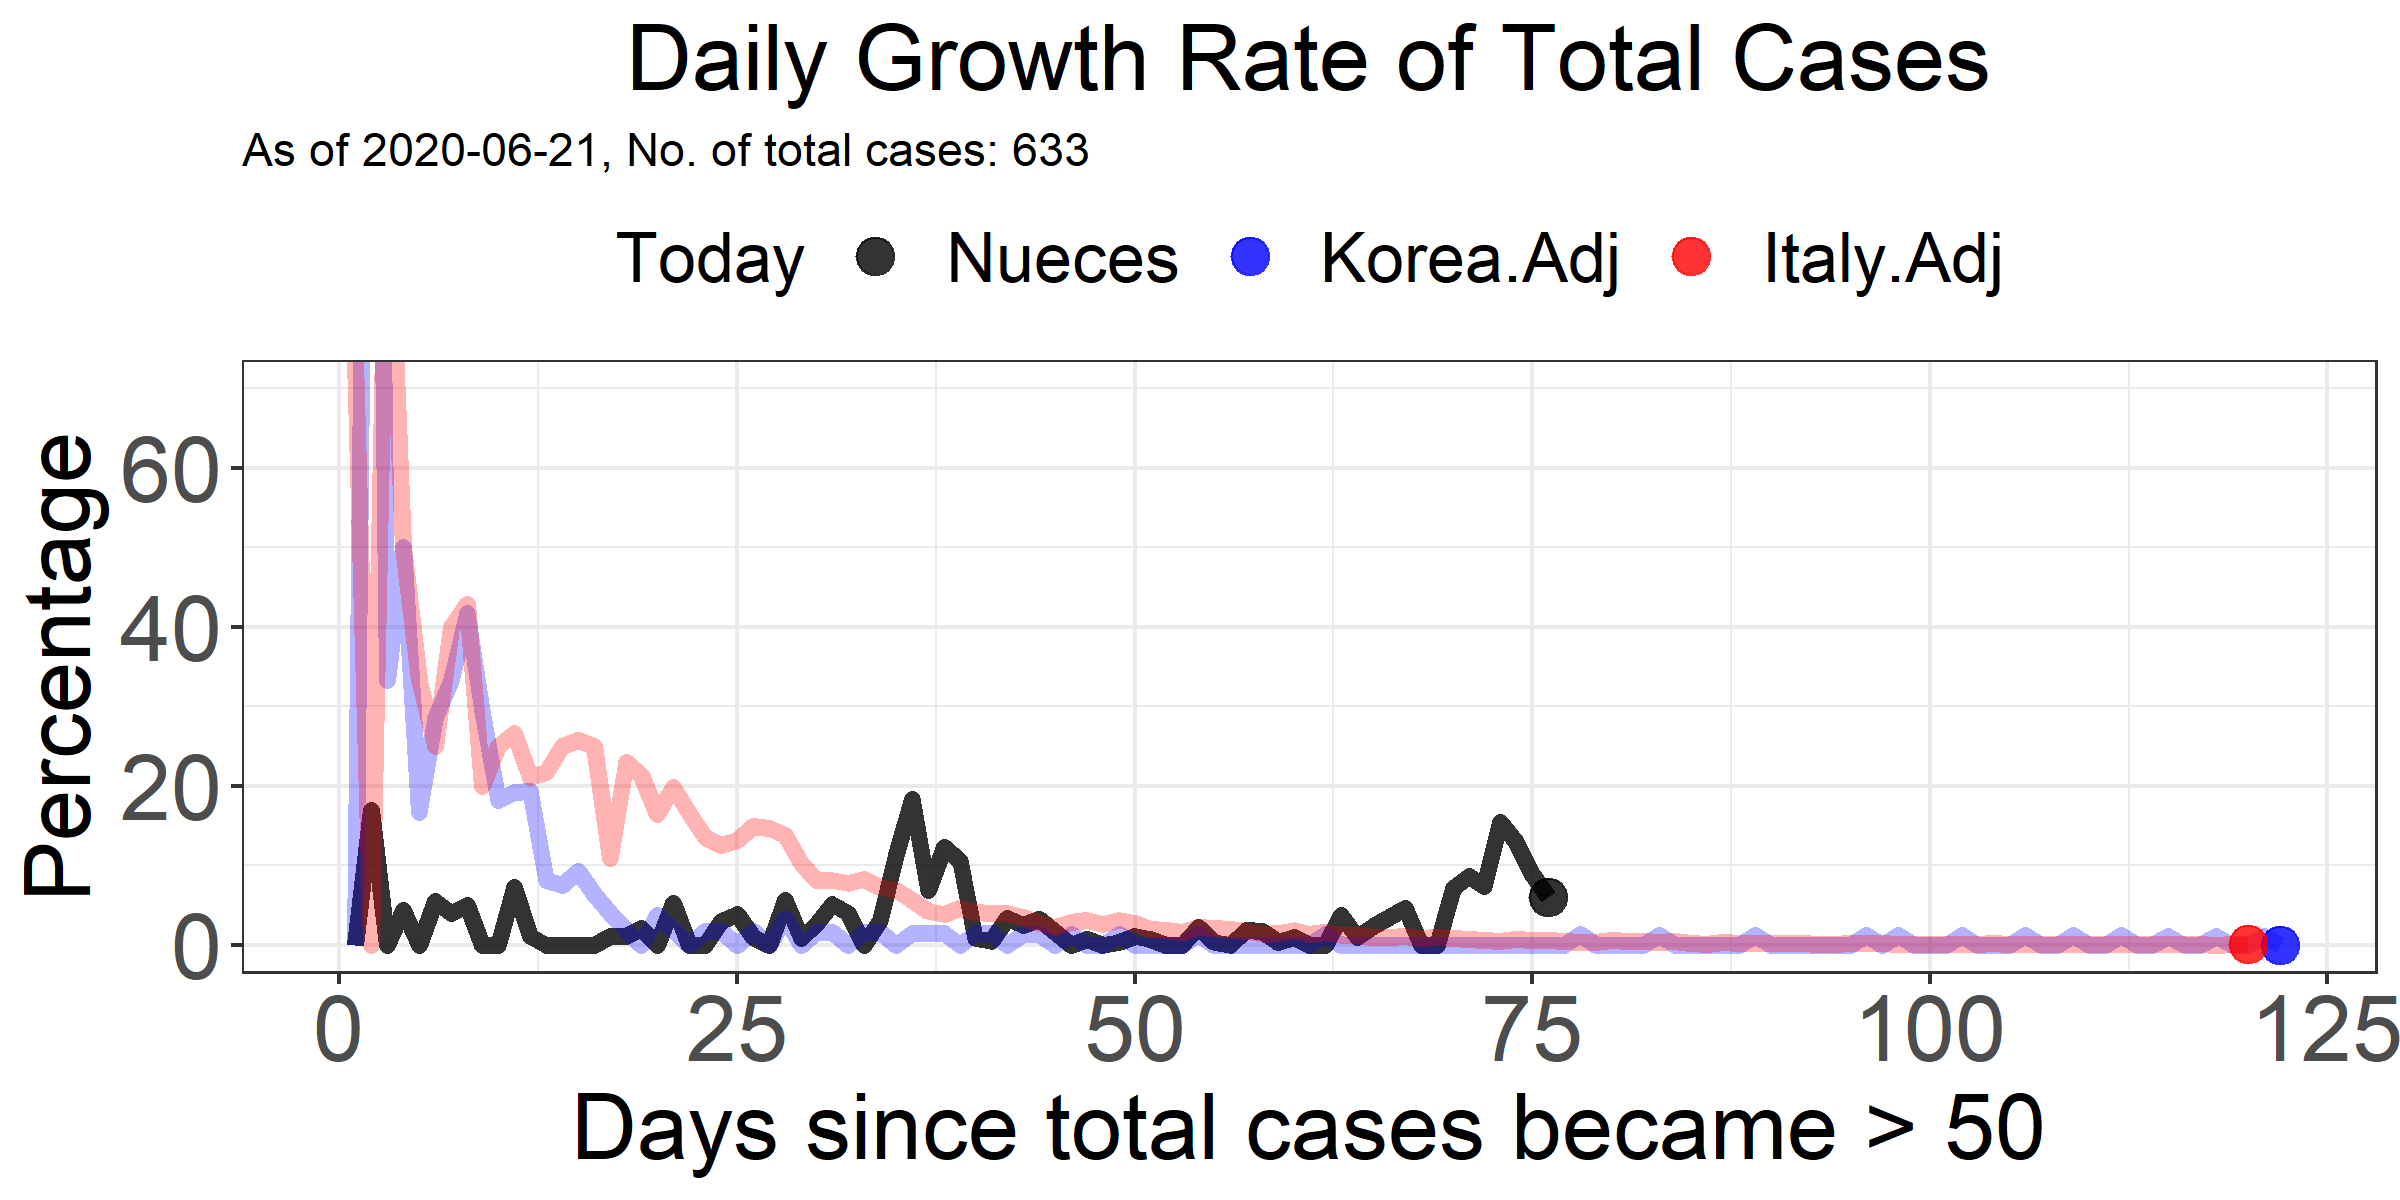 Daily Growth Rate of Total Cases
As of 2020-06-21, No. of total cases: 633
Today Nueces Korea.Adj Italy.Adj
Percentage
60
40
20
0
0 25 50 75 100 125
Days since total cases became > 50